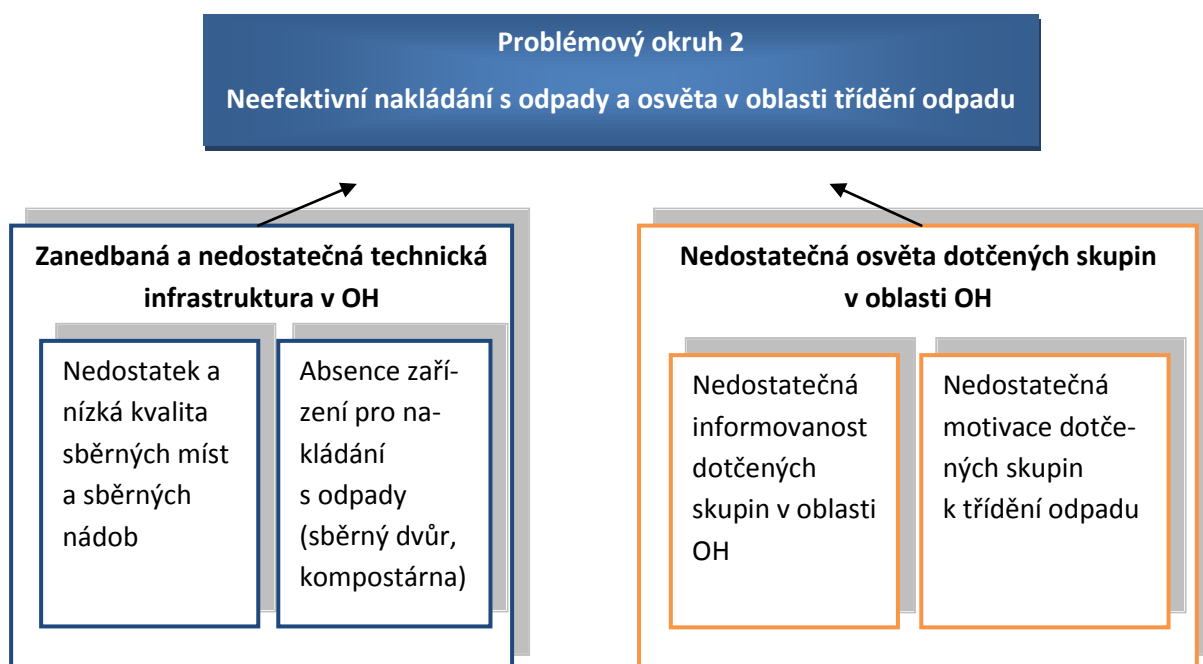 Problémový okruh 2
Neefektivní nakládání s odpady a osvěta v oblasti třídění odpadu
Zanedbaná a nedostatečná technická
infrastruktura v OH
Nedostatek a
nízká kvalita
sběrných míst
a sběrných
nádob
Absence zaří-
zení pro na-
kládání
s odpady
(sběrný dvůr,
kompostárna)
Nedostatečná osvěta dotčených skupin
v oblasti OH
Nedostatečná
informovanost
dotčených
skupin v oblasti
OH
Nedostatečná
motivace dotče-
ných skupin
k třídění odpadu